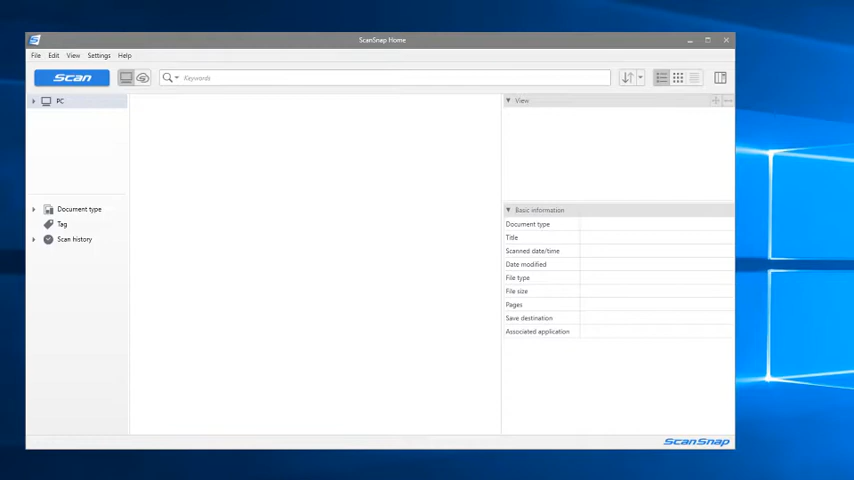 ScanSnap Home
File Edit View Settings Help
Scan
Keywords
PC
Document type
Tag
Scan history
View
Basic information
Document type
Title
Scanned date/time
Date modified
File type
File size
Pages
Save destination
Associated application
ScanSnap